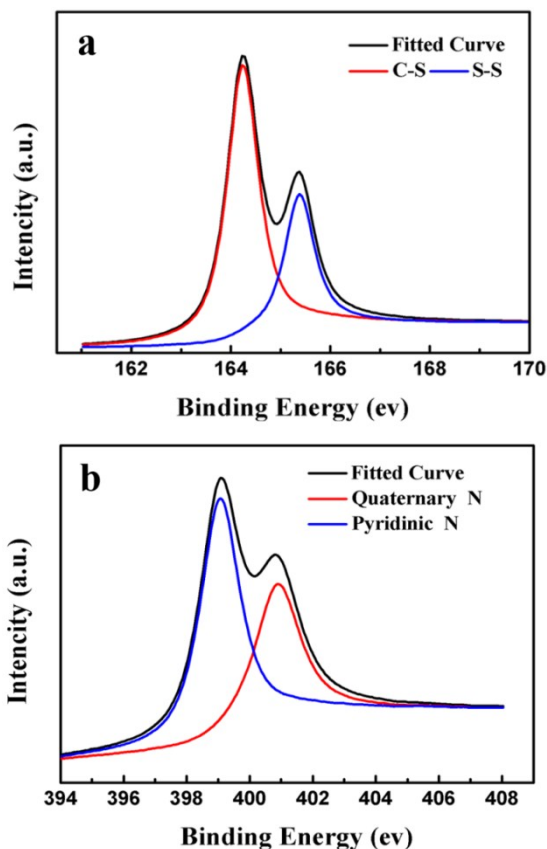 a
Fitted Curve
C-S S-S
Intencity (a.u.)
162 164 166 168 170
Binding Energy (ev)
b
Fitted Curve
Quaternary N
Pyridinic N
Intencity (a.u.)
394 396 398 400 402 404 406 408
Binding Energy (ev)